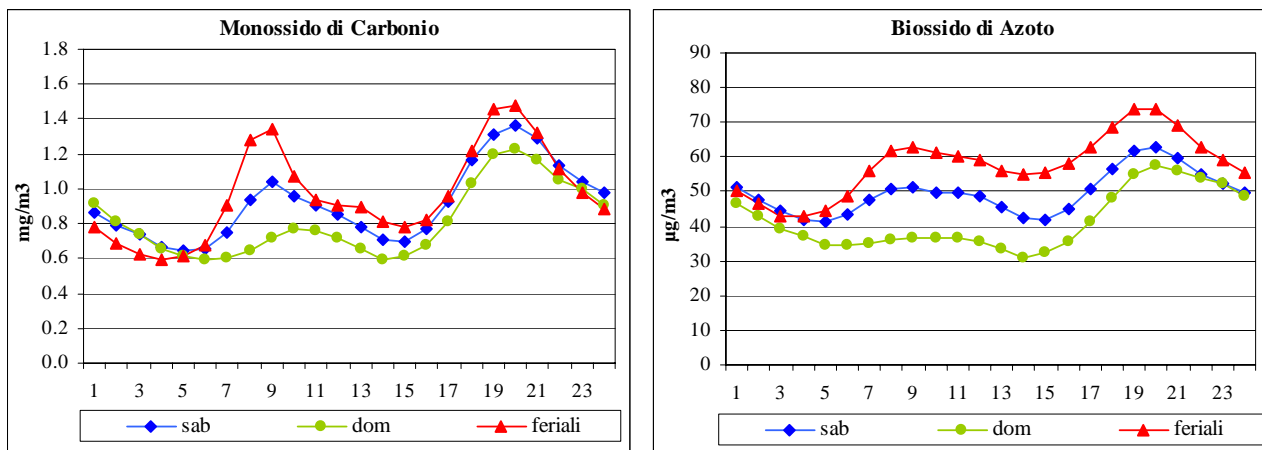 Monossido di Carbonio
1.8
1.6
1.4
1.2
1.0
0.8
0.6
0.4
0.2
0.0
mg/m3
1 3 5 7 9 11 13 15 17 19 21 23
sab dom feriali
Biossido di Azoto
90
80
70
60
50
40
30
20
10
0
µg/m3
1 3 5 7 9 11 13 15 17 19 21 23
sab dom feriali